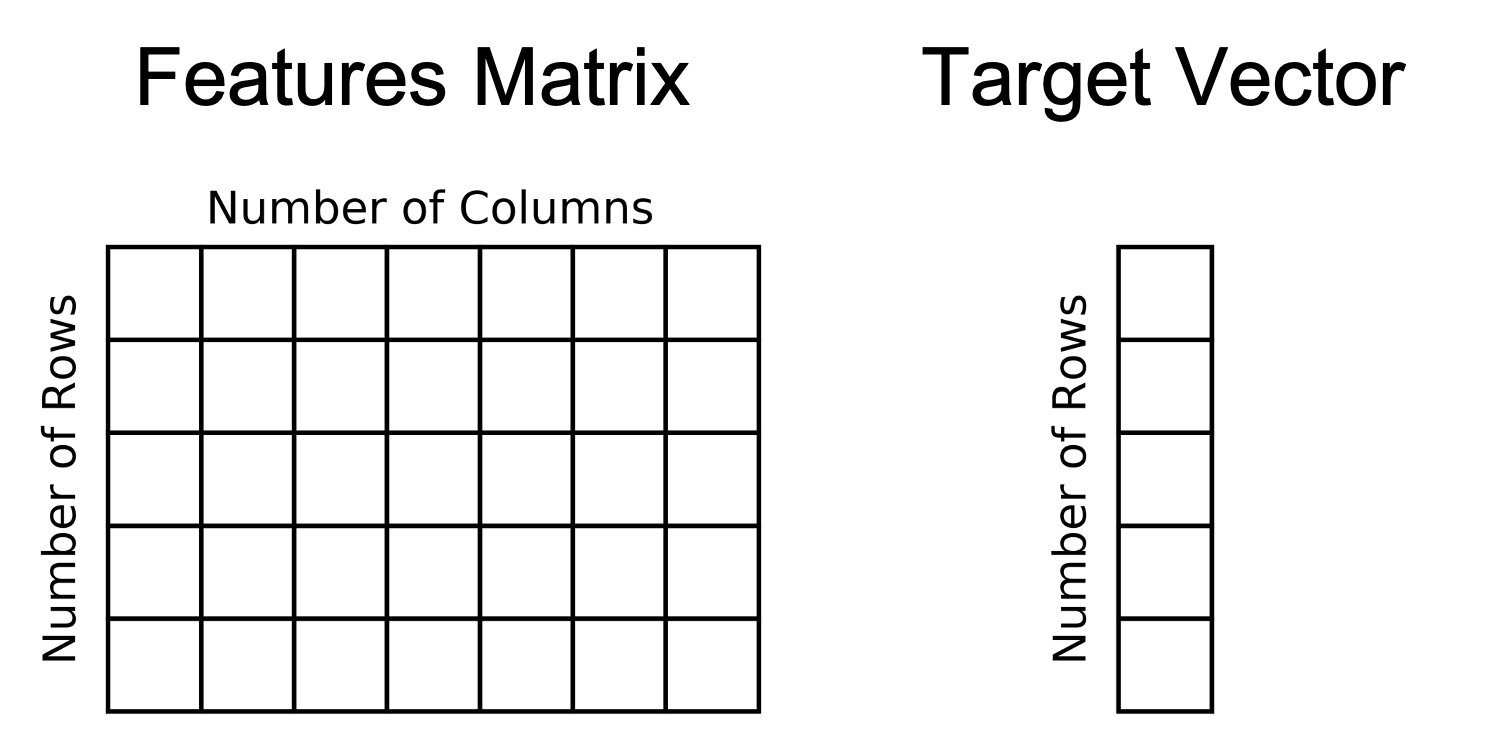 Features Matrix
Target Vector
Number of Columns
Number of Rows
Number of Rows